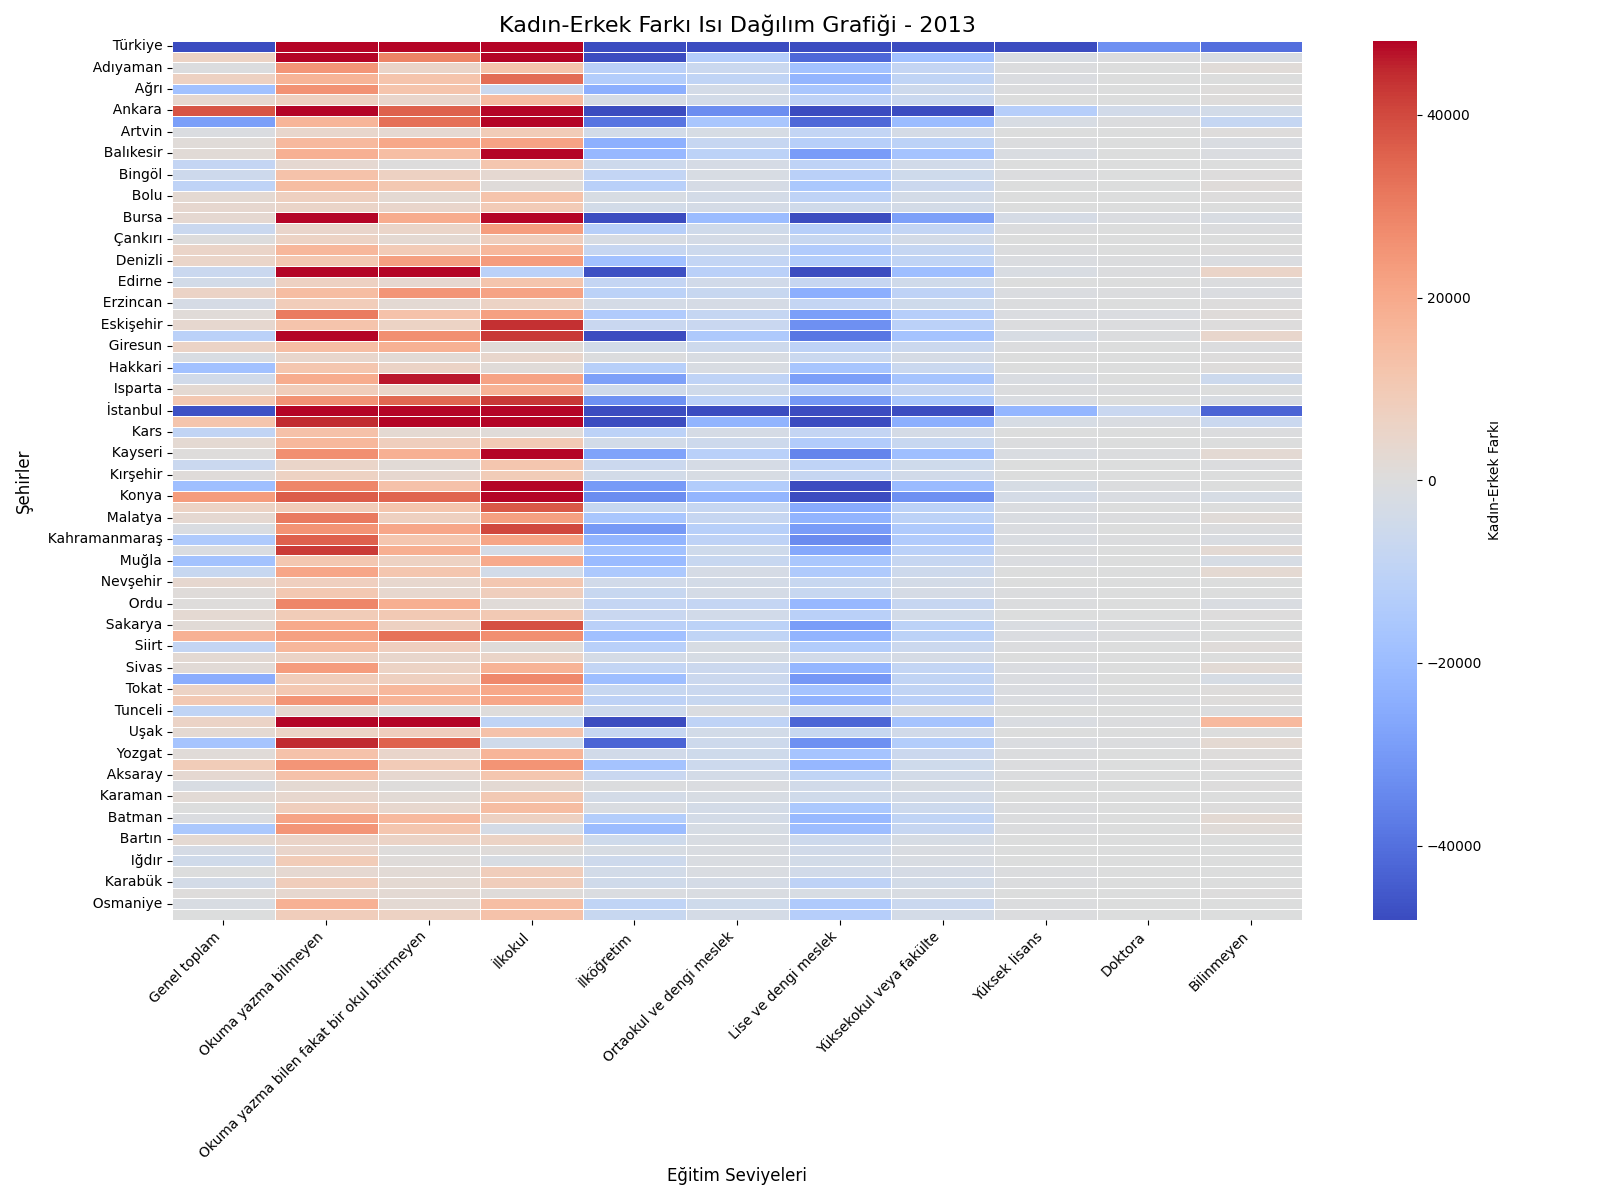 Kadın-Erkek Farkı Isı Dağılım Grafiği - 2013
Türkiye
Adıyaman
Ağrı
Ankara
Artvin
Balıkesir
Bingöl
Bolu
Bursa
Çankırı
Denizli
Edirne
Erzincan
Eskişehir
Giresun
Hakkari
Isparta
İstanbul
Kars
Kayseri
Kırşehir
Konya
Malatya
Kahramanmaraş
Muğla
Nevşehir
Ordu
Sakarya
Siirt
Sivas
Tokat
Tunceli
Uşak
Yozgat
Aksaray
Karaman
Batman
Bartın
Iğdır
Karabük
Osmaniye
Şehirler
Genel toplam
Okuma yazma bilmeyen
Okuma yazma bilen fakat bir okul bitirmeyen
İlkokul
İlköğretim
Ortaokul ve dengi meslek
Lise ve dengi meslek
Yüksekokul veya fakülte
Yüksek lisans
Doktora
Bilinmeyen
Eğitim Seviyeleri
40000
20000
0
−20000
−40000
Kadın-Erkek Farkı